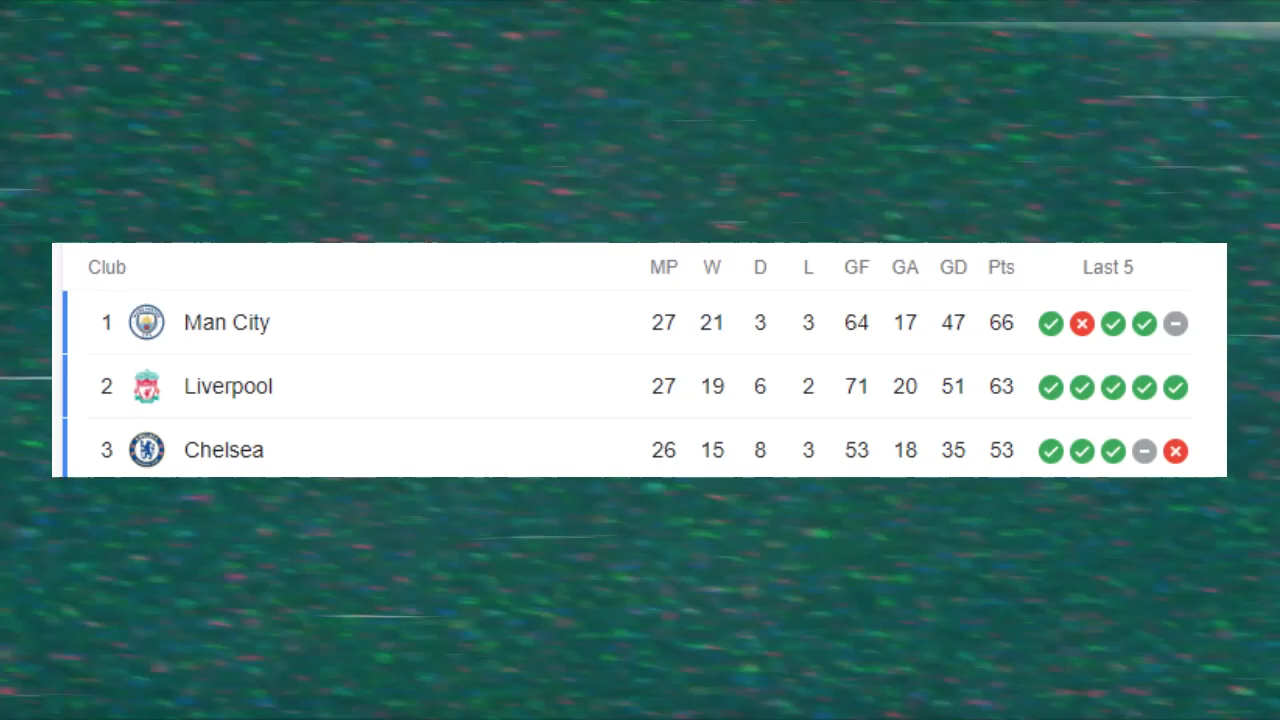 Club MP W D L GF GA GD Pts Last 5
1 Man City 27 21 3 3 64 17 47 66
2 Liverpool 27 19 6 2 71 20 51 63
3 Chelsea 26 15 8 3 53 18 35 53